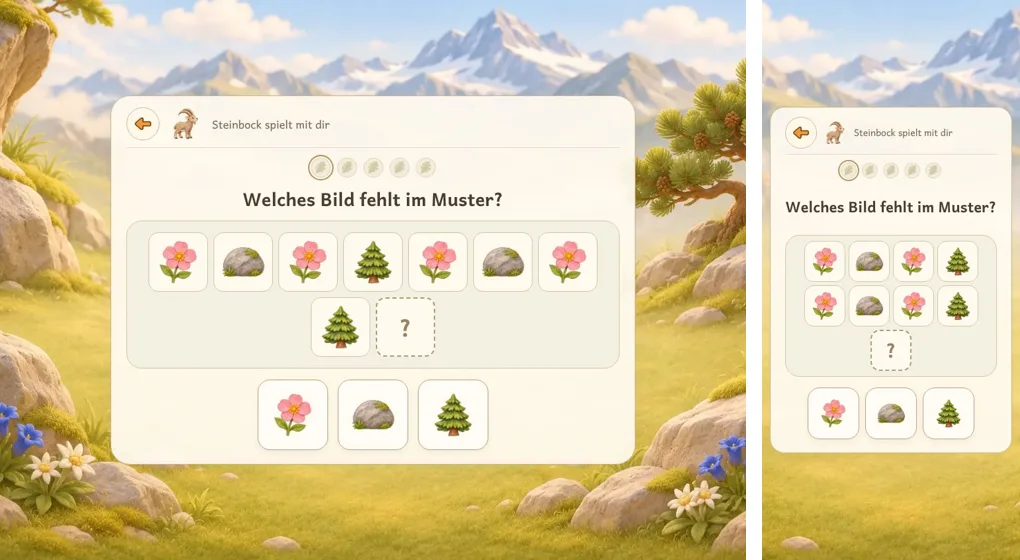 Steinbock spielt mit dir
Welches Bild fehlt im Muster?
?
Steinbock spielt mit dir
Welches Bild fehlt im Muster?
?